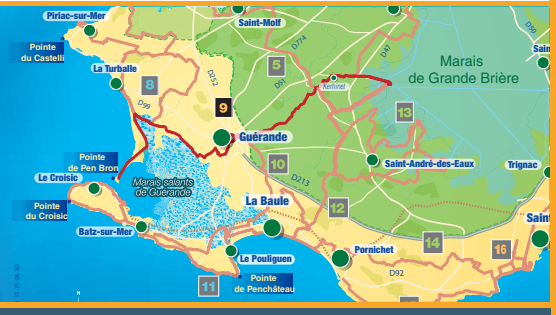 Piriac-sur-Mer
Saint-Molf
D774
D47
D50
Pointe
du Castelli
Marais
de Grande Brière
Sain
La Turballe
8
D252
5
D51
Kerhinet
D99
9
13
Guérande
Pointe
de Pen Bron
10
Saint-André-des-Eaux
Trignac
Le Croisic
Marais salants
de Guérande
D213
Pointe
du Croisic
La Baule
12
Saint
Batz-sur-Mer
14
16
Pornichet
Le Pouliguen
D92
11
Pointe
de Penchâteau
N